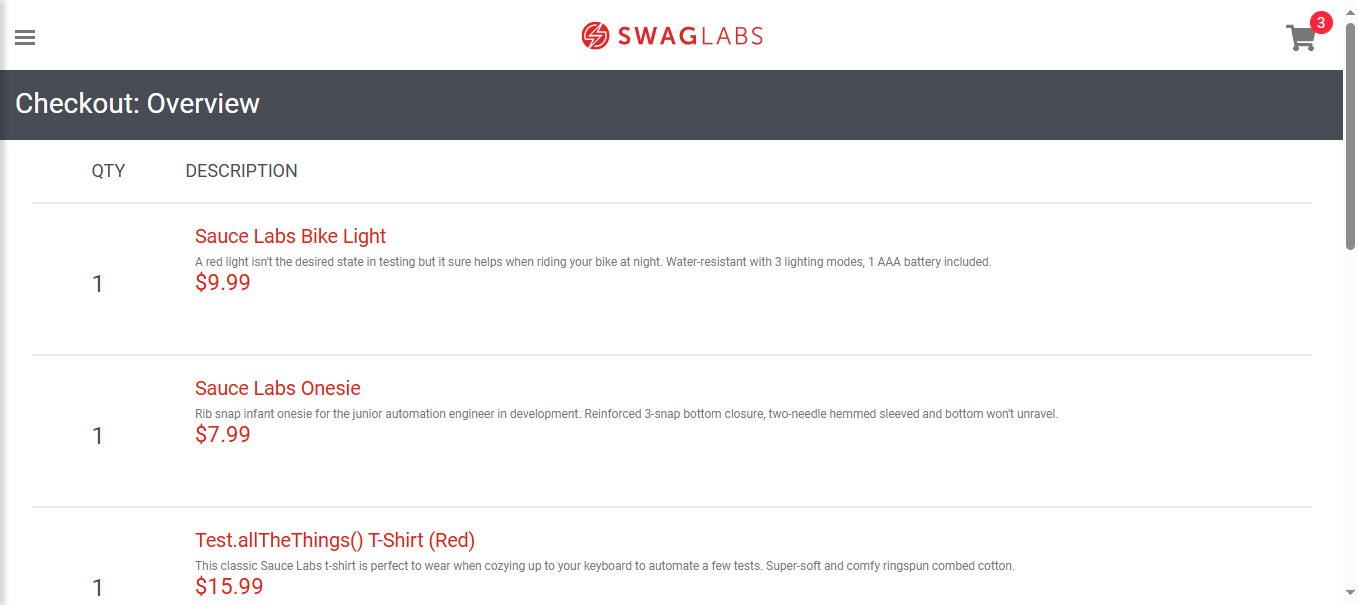 SWAGLABS
3
Checkout: Overview
QTY DESCRIPTION
Sauce Labs Bike Light
A red light isn't the desired state in testing but it sure helps when riding your bike at night. Water-resistant with 3 lighting modes, 1 AAA battery included.
1
$9.99
Sauce Labs Onesie
Rib snap infant onesie for the junior automation engineer in development. Reinforced 3-snap bottom closure, two-needle hemmed sleeved and bottom won't unravel.
1
$7.99
Test.allTheThings() T-Shirt (Red)
This classic Sauce Labs t-shirt is perfect to wear when cozying up to your keyboard to automate a few tests. Super-soft and comfy ringspun combed cotton.
1
$15.99